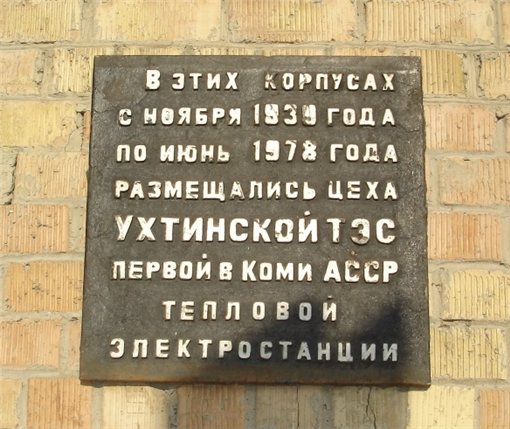 В ЭТИХ КОРПУСАХ
С НОЯБРЯ 1939 ГОДА
ПО ИЮНЬ 1978 ГОДА
РАЗМЕЩАЛИСЬ ЦЕХА
УХТИНСКОЙ ТЭС
ПЕРВОЙ В КОМИ АССР
ТЕПЛОВОЙ
ЭЛЕКТРОСТАНЦИИ